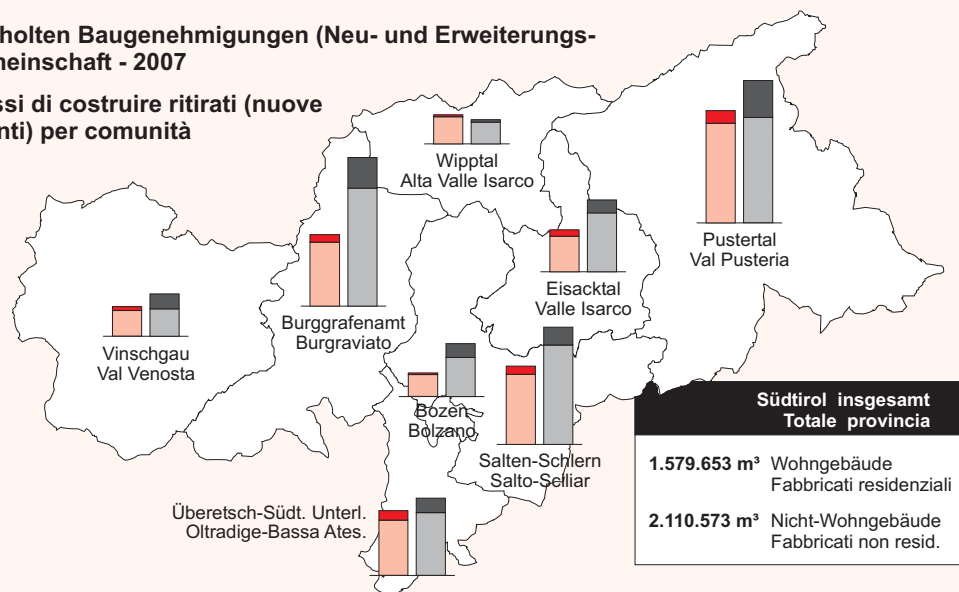 holten Baugenehmigungen (Neu- und Erweiterungs-
meinschaft - 2007
ssi di costruire ritirati (nuove
nti) per comunità
Wipptal
Alta Valle Isarco
Pustertal
Val Pusteria
Eisacktal
Valle Isarco
Burggrafenamt
Burgraviato
Vinschgau
Val Venosta
Bozen
Bolzano
Salten-Schlern
Salto-Sciliar
Überetsch-Südt. Unterl.
Oltradige-Bassa Ates.
Südtirol insgesamt
Totale provincia
1.579.653 m³ Wohngebäude
Fabbricati residenziali
2.110.573 m³ Nicht-Wohngebäude
Fabbricati non resid.